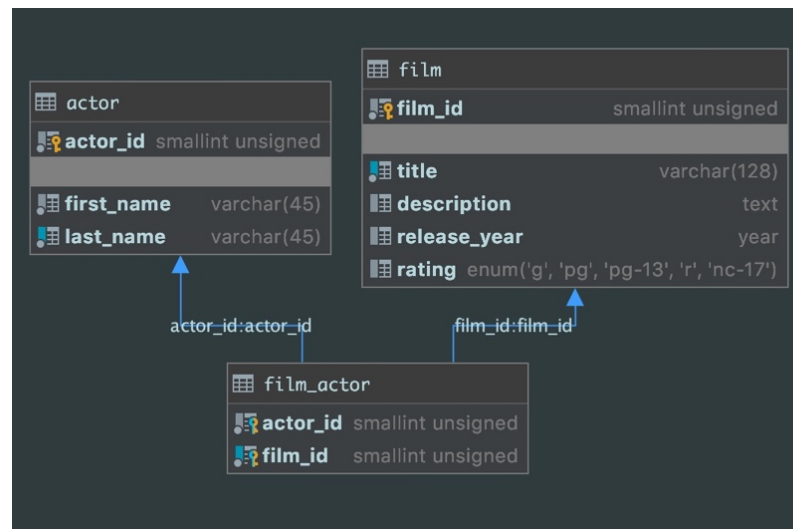 actor
actor_id smallint unsigned
first_name varchar(45)
last_name varchar(45)
film
film_id smallint unsigned
title varchar(128)
description text
release_year year
rating enum('g', 'pg', 'pg-13', 'r', 'nc-17')
actor_id:actor_id
film_id:film_id
film_actor
actor_id smallint unsigned
film_id smallint unsigned